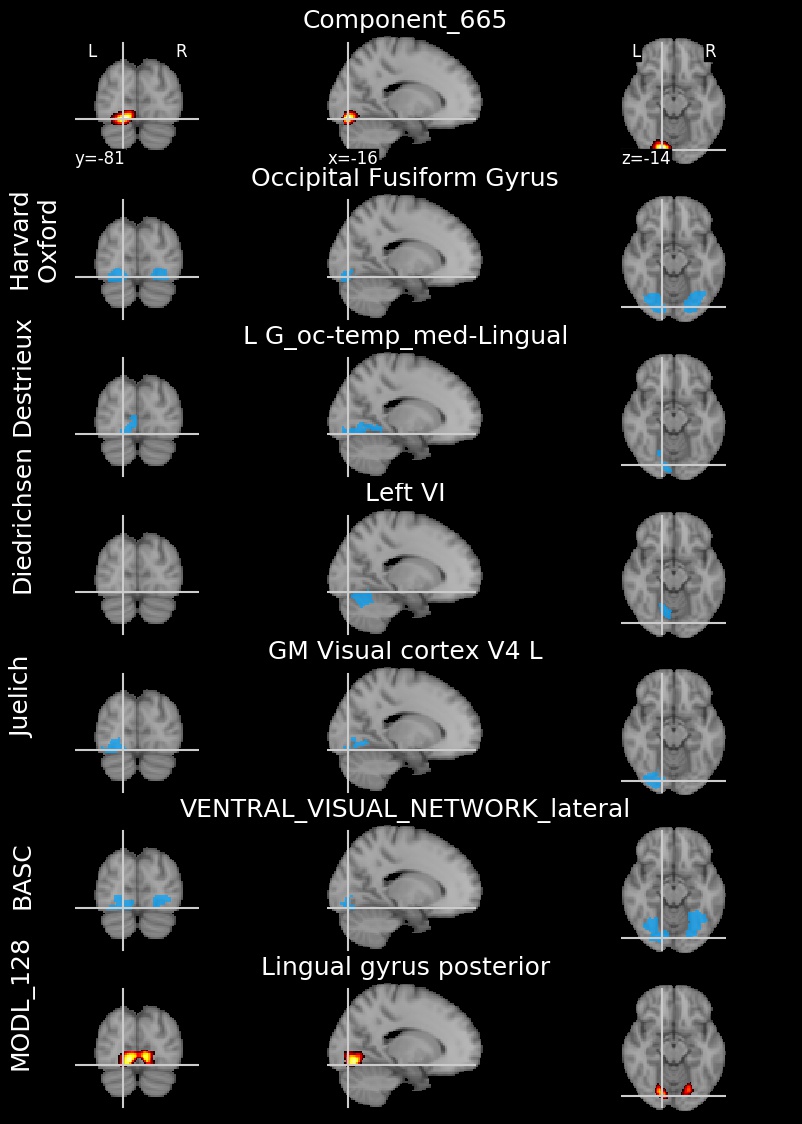 Component_665
L R
L R
y=-81
x=-16
z=-14
Harvard
Oxford
Occipital Fusiform Gyrus
Destrieux
L G_oc-temp_med-Lingual
Diedrichsen
Left VI
Juelich
GM Visual cortex V4 L
BASC
VENTRAL_VISUAL_NETWORK_lateral
MODL_128
Lingual gyrus posterior